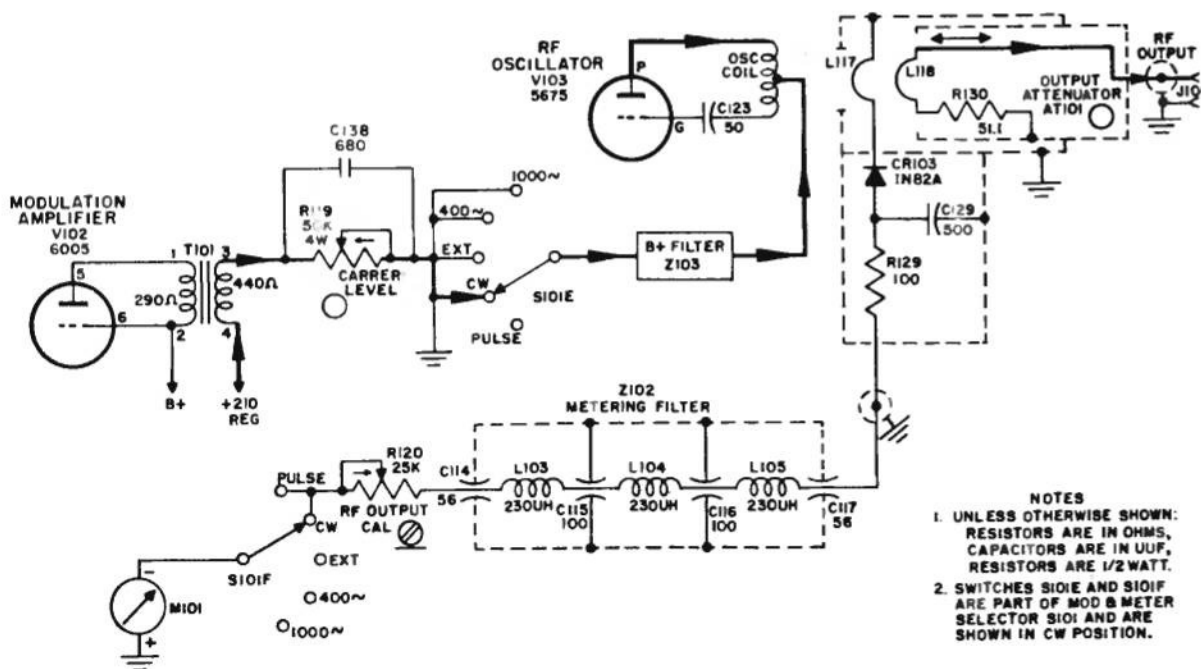 RF
OSCILLATOR
V103
5675
P
G
C123
50
OSC
COIL
L117
L118
R130
51.1
OUTPUT
ATTENUATOR
AT101
RF
OUTPUT
J10
CR103
IN82A
C129
500
R129
100
C138
680
R119
50K
4W
CARRER
LEVEL
1000~
400~
EXT
CW
PULSE
S101E
B+ FILTER
Z103
MODULATION
AMPLIFIER
V102
6005
5
6
1
T101
3
290Ω
440Ω
2
4
B+
+210
REG
Z102
METERING FILTER
C114
56
L103
230UH
C115
100
L104
230UH
C116
100
L105
230UH
C117
56
R120
25K
RF OUTPUT
CAL
PULSE
CW
EXT
400~
1000~
S101F
-
M101
+
NOTES
1. UNLESS OTHERWISE SHOWN:
RESISTORS ARE IN OHMS,
CAPACITORS ARE IN UUF,
RESISTORS ARE 1/2 WATT.
2. SWITCHES S101E AND S101F
ARE PART OF MOD & METER
SELECTOR S101 AND ARE
SHOWN IN CW POSITION.